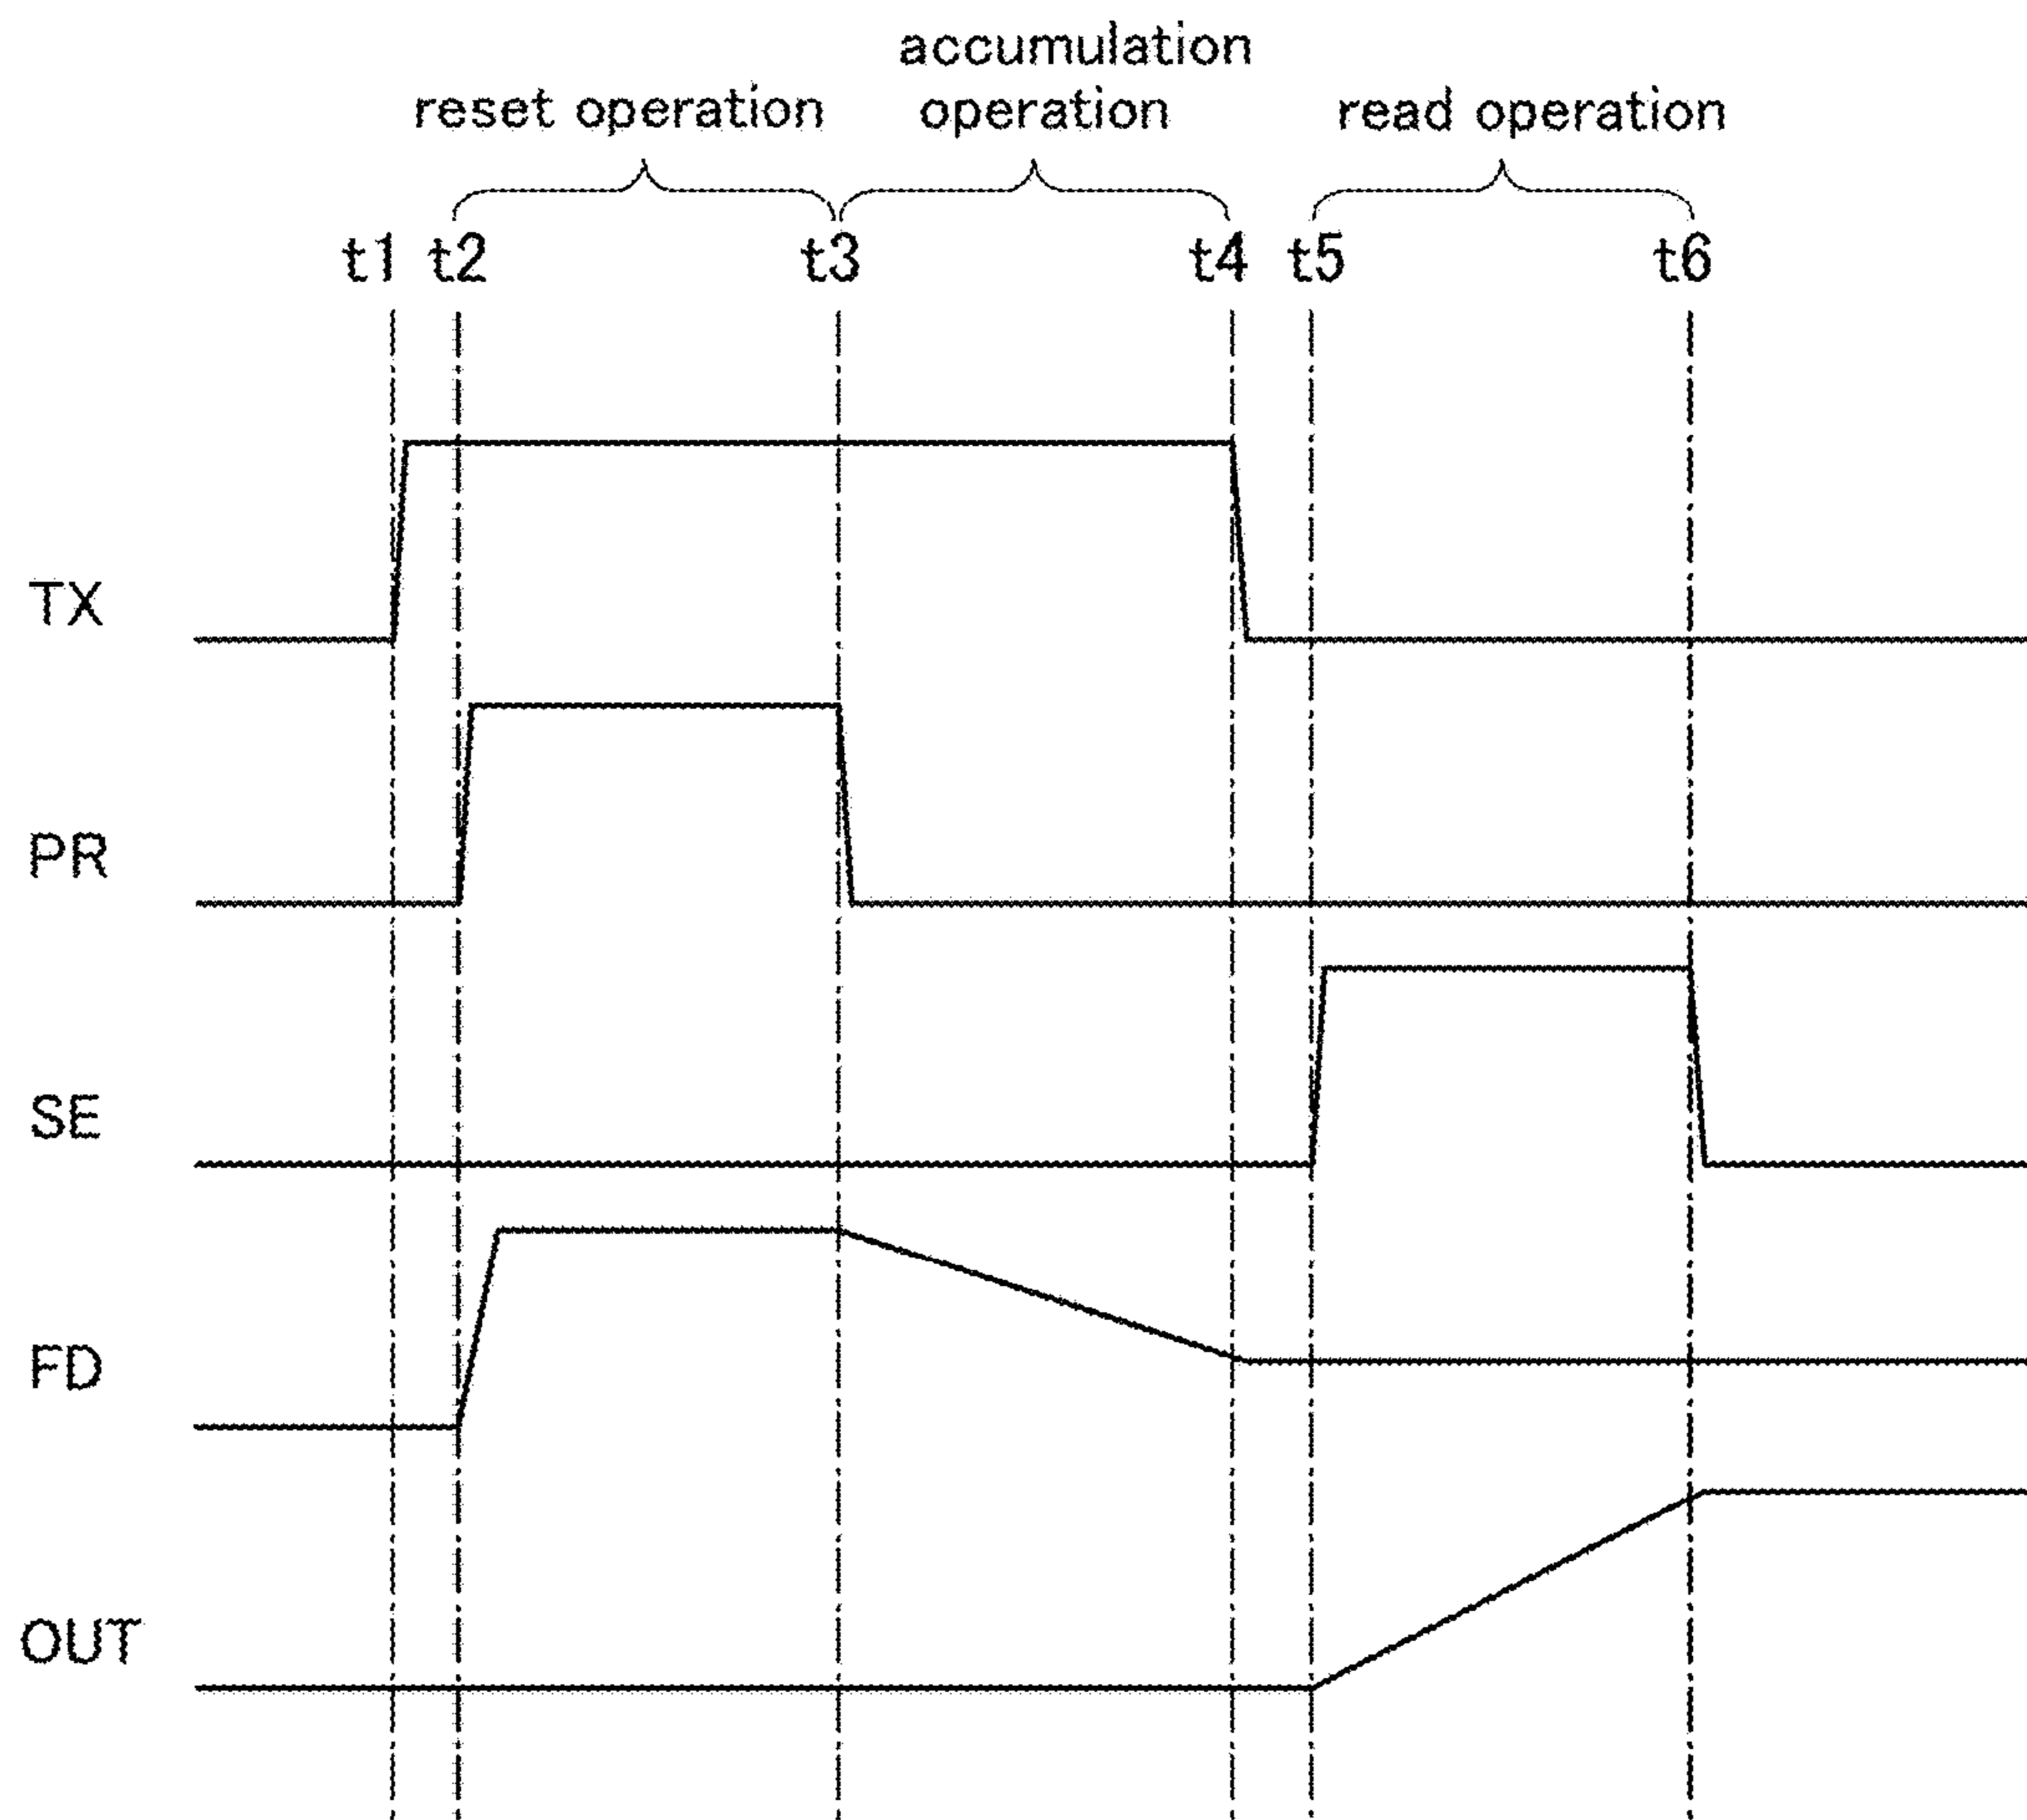 accumulation
reset operation operation read operation
t1 t2 t3 t4 t5 t6
TX
PR
SE
FD
OUT